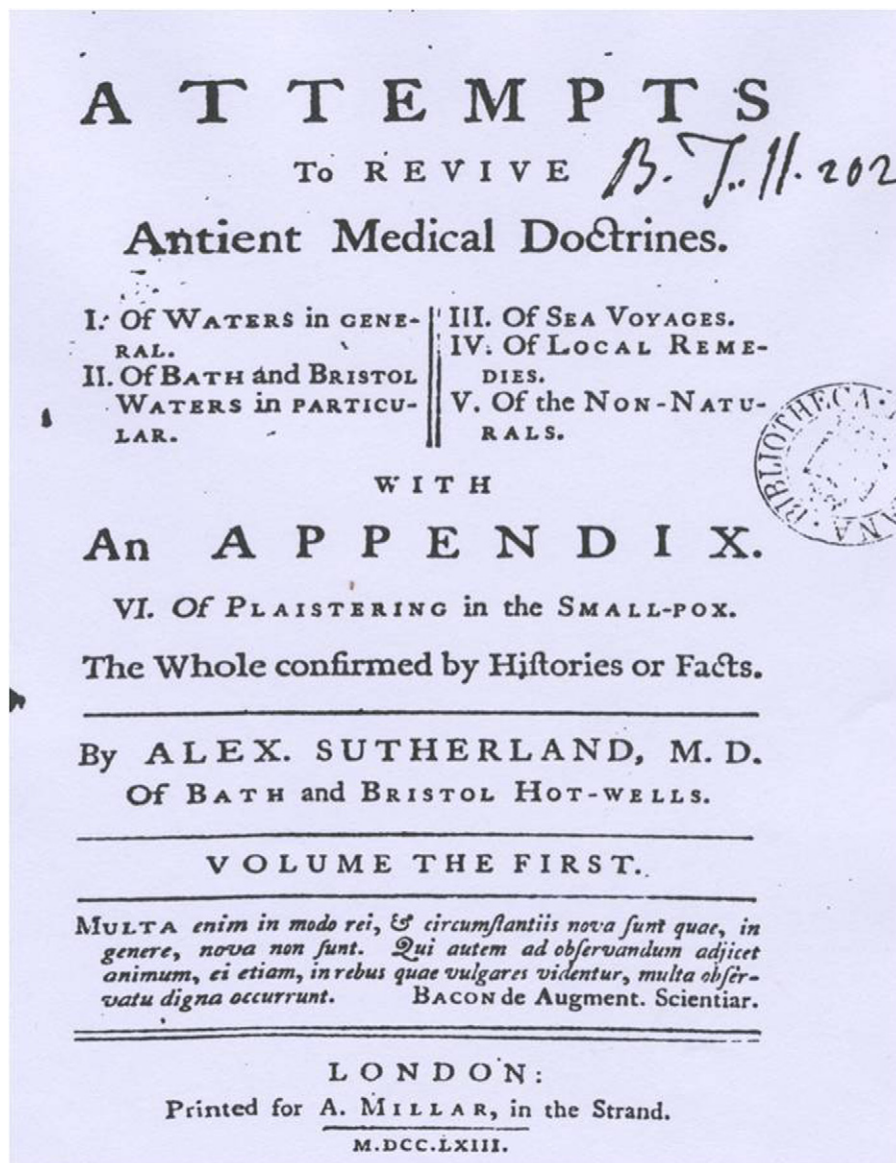 ATTEMPTS
To REVIVE
B. J. II. 202
Antient Medical Doctrines.
I. Of WATERS in GENE-
RAL.
II. Of BATH and BRISTOL
WATERS in PARTICU-
LAR.
III. Of SEA VOYAGES.
IV. Of LOCAL REME-
DIES.
V. Of the NON-NATU-
RALS.
BIBLIOTHECA
ANA
WITH
An APPENDIX.
VI. Of PLAISTERING in the SMALL-POX.
The Whole confirmed by Hiſtories or Facts.
By ALEX. SUTHERLAND, M. D.
Of BATH and BRISTOL HOT-WELLS.
VOLUME THE FIRST.
MULTA enim in modo rei, & circumſtantiis nova ſunt quae, in
genere, nova non ſunt. Qui autem ad obſervandum adjicet
animum, ei etiam, in rebus quae vulgares videntur, multa obſer-
vatu digna occurrunt. BACON de Augment. Scientiar.
LONDON:
Printed for A. MILLAR, in the Strand.
M.DCC.LXIII.